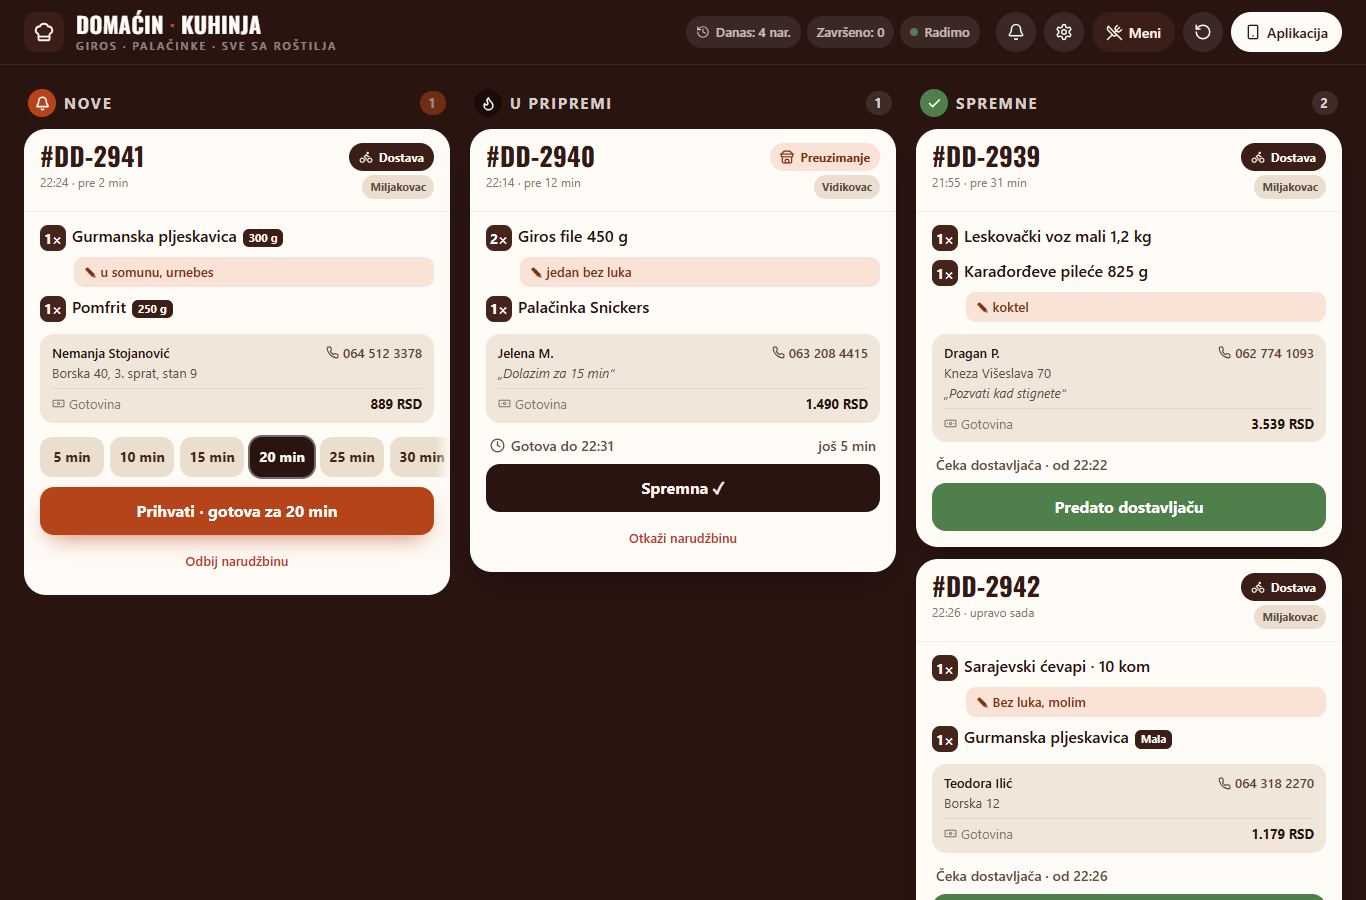 DOMAĆIN · KUHINJA
GIROS · PALAČINKE · SVE SA ROŠTILJA
Danas: 4 nar.
Završeno: 0
Radimo
Meni
Aplikacija
NOVE
1
#DD-2941
Dostava
22:24 · pre 2 min
Miljakovac
1× Gurmanska pljeskavica 300 g
u somunu, urnebes
1× Pomfrit 250 g
Nemanja Stojanović
064 512 3378
Borska 40, 3. sprat, stan 9
Gotovina
889 RSD
5 min
10 min
15 min
20 min
25 min
30 min
Prihvati · gotova za 20 min
Odbij narudžbinu
U PRIPREMI
1
#DD-2940
Preuzimanje
22:14 · pre 12 min
Vidikovac
2× Giros file 450 g
jedan bez luka
1× Palačinka Snickers
Jelena M.
063 208 4415
„Dolazim za 15 min“
Gotovina
1.490 RSD
Gotova do 22:31
još 5 min
Spremna ✓
Otkaži narudžbinu
SPREMNE
2
#DD-2939
Dostava
21:55 · pre 31 min
Miljakovac
1× Leskovački voz mali 1,2 kg
1× Karađorđeve pileće 825 g
koktel
Dragan P.
062 774 1093
Kneza Višeslava 70
„Pozvati kad stignete“
Gotovina
3.539 RSD
Čeka dostavljača · od 22:22
Predato dostavljaču
#DD-2942
Dostava
22:26 · upravo sada
Miljakovac
1× Sarajevski ćevapi · 10 kom
Bez luka, molim
1× Gurmanska pljeskavica Mala
Teodora Ilić
064 318 2270
Borska 12
Gotovina
1.179 RSD
Čeka dostavljača · od 22:26